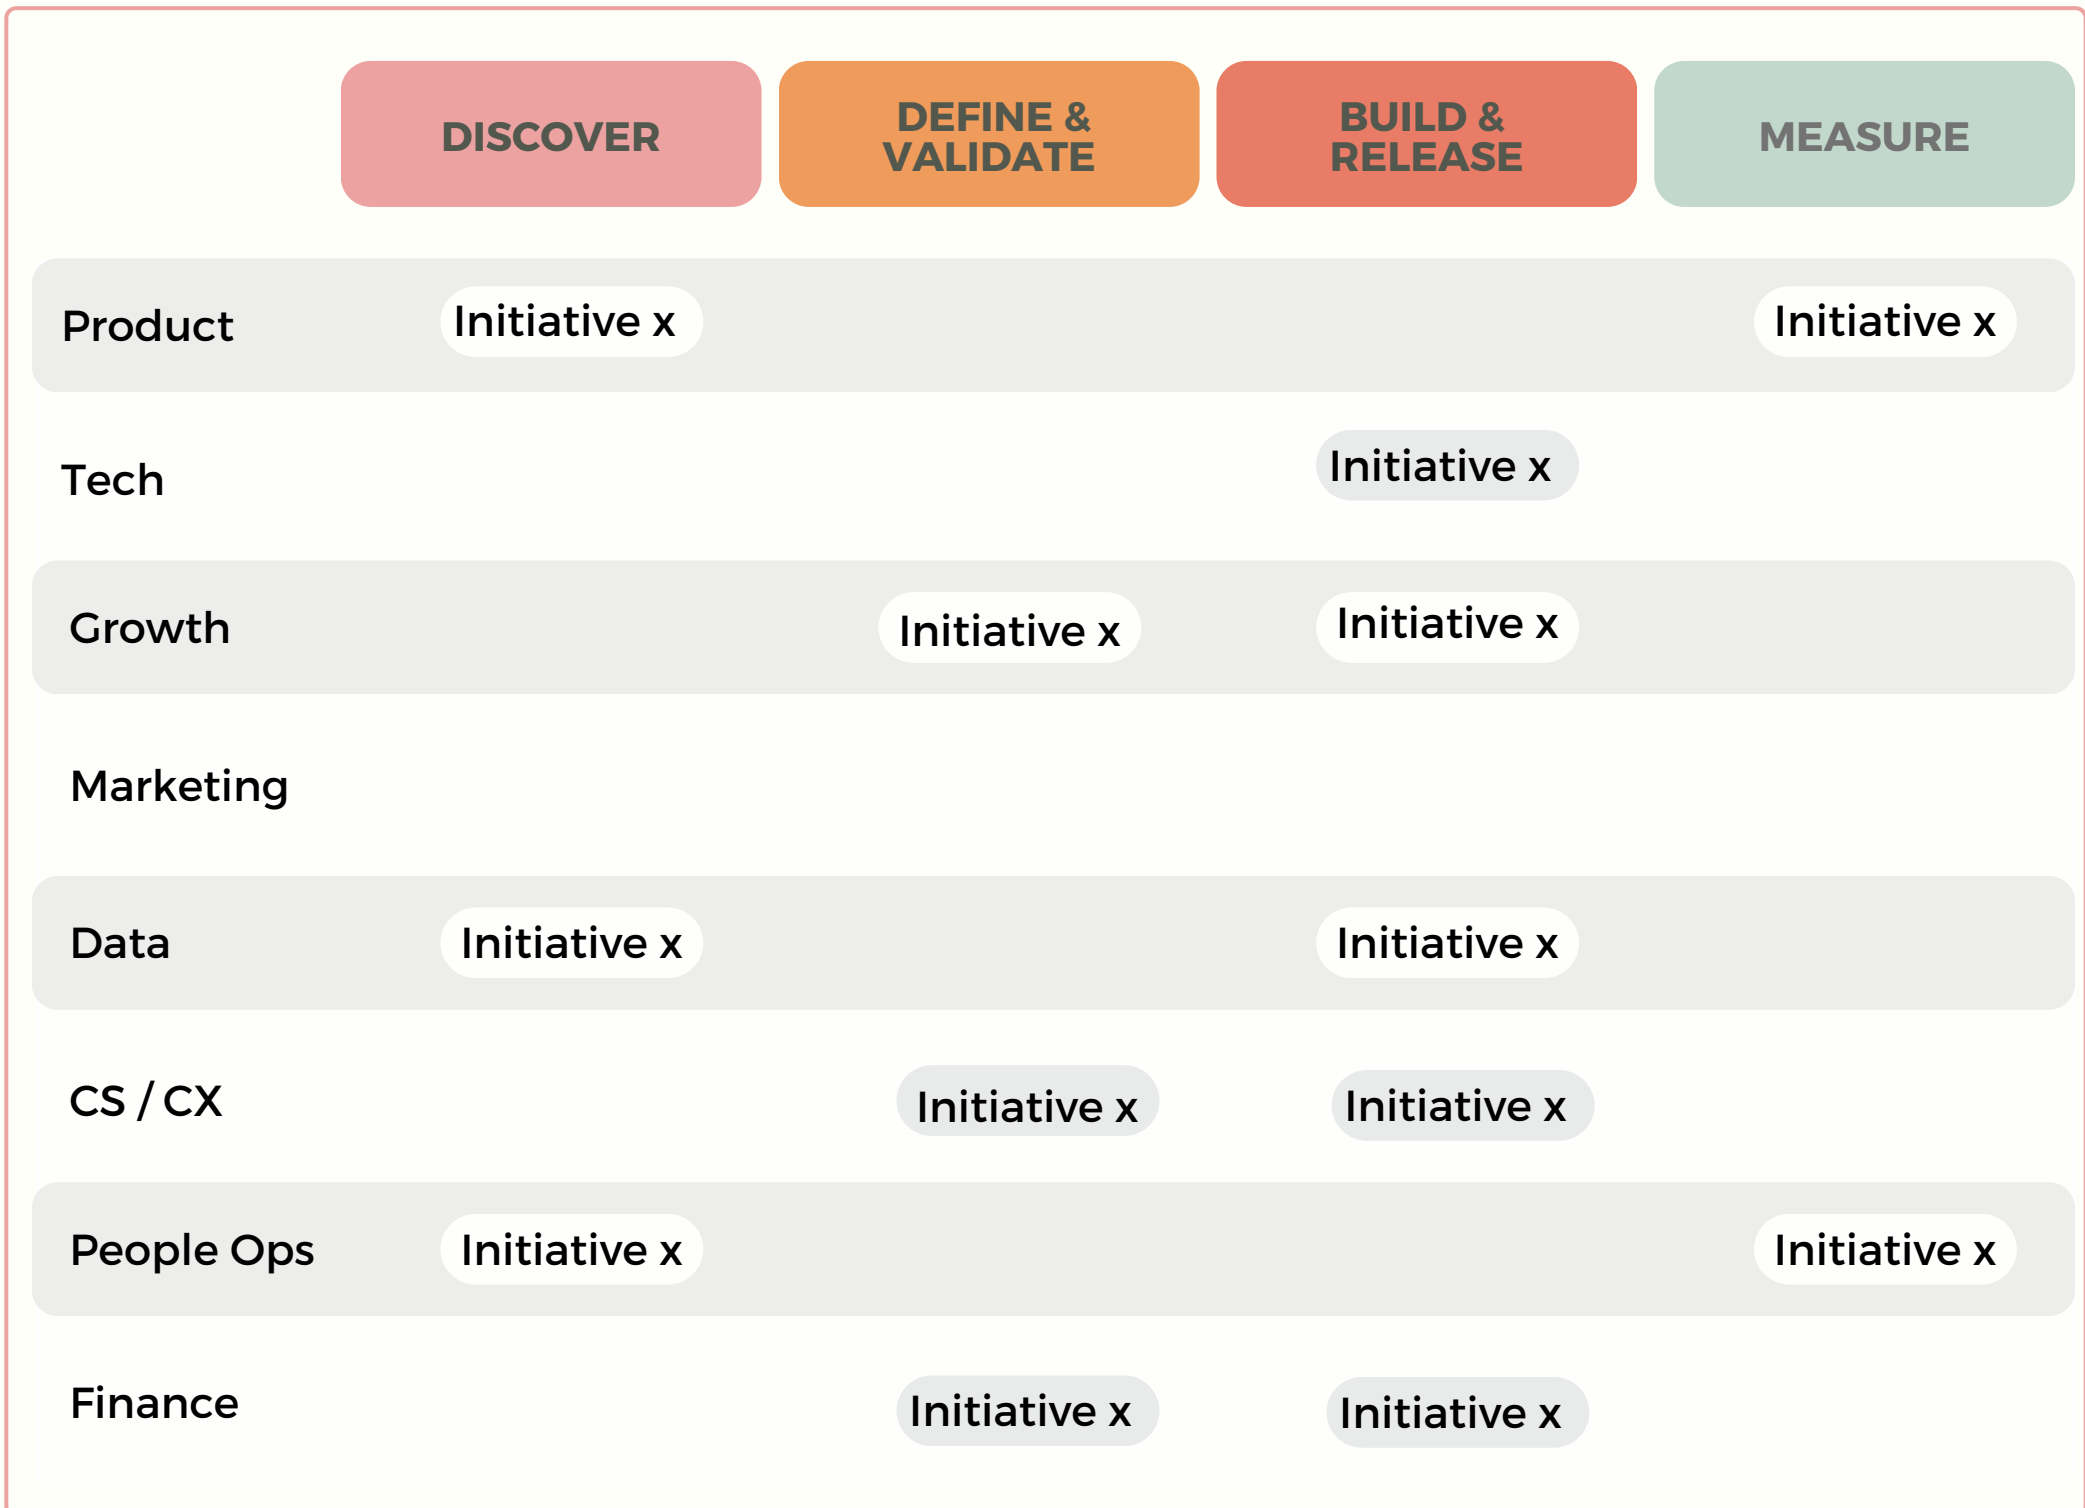 DISCOVER
DEFINE &
VALIDATE
BUILD &
RELEASE
MEASURE
Product
Initiative x
Initiative x
Tech
Initiative x
Growth
Initiative x
Initiative x
Marketing
Data
Initiative x
Initiative x
CS / CX
Initiative x
Initiative x
People Ops
Initiative x
Initiative x
Finance
Initiative x
Initiative x